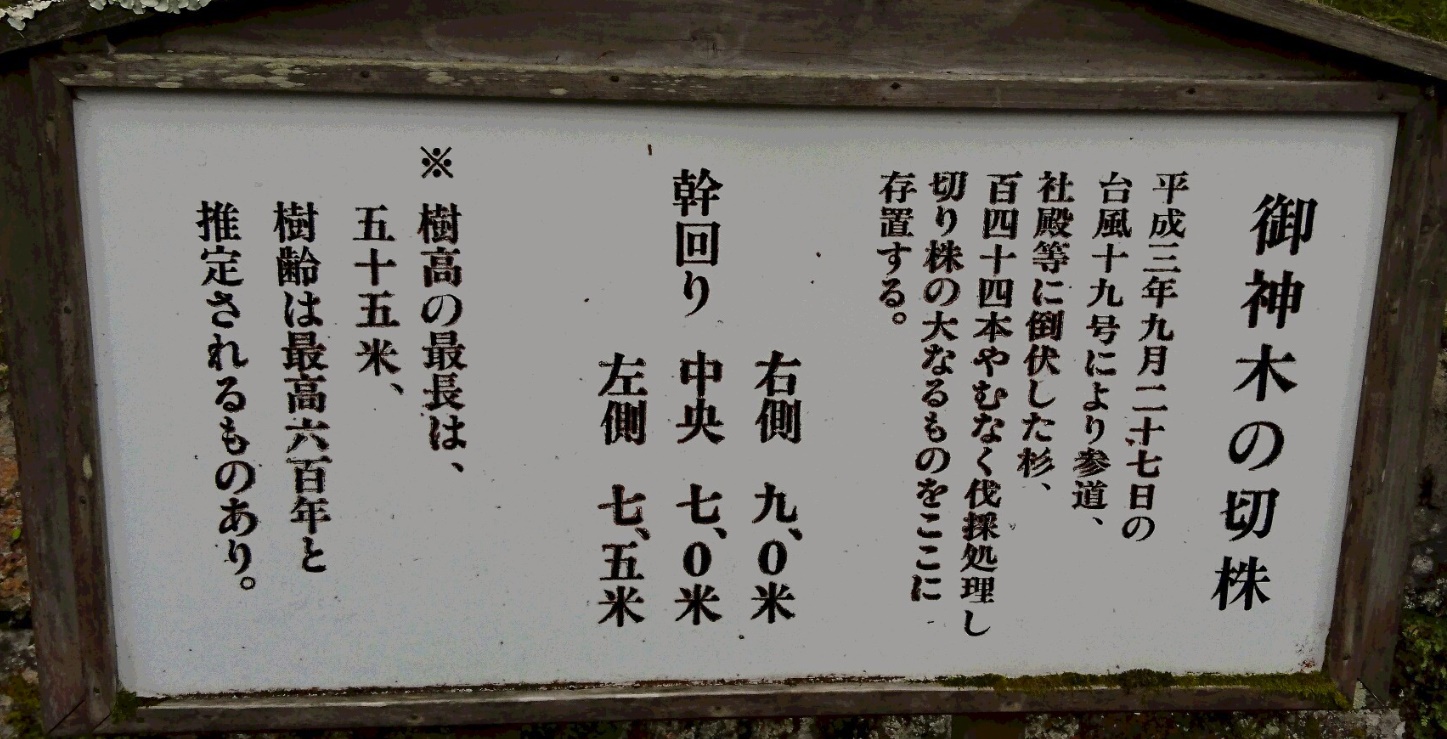 御神木の切株
平成三年九月二十七日の
台風十九号により参道、
社殿等に倒伏した杉、
百四十四本やむなく伐採処理し
切り株の大なるものをここに
存置する。
右側 九、0米
幹回り 中央 七、0米
左側 七、五米
※樹高の最長は、
五十五米、
樹齢は最高六百年と
推定されるものあり。